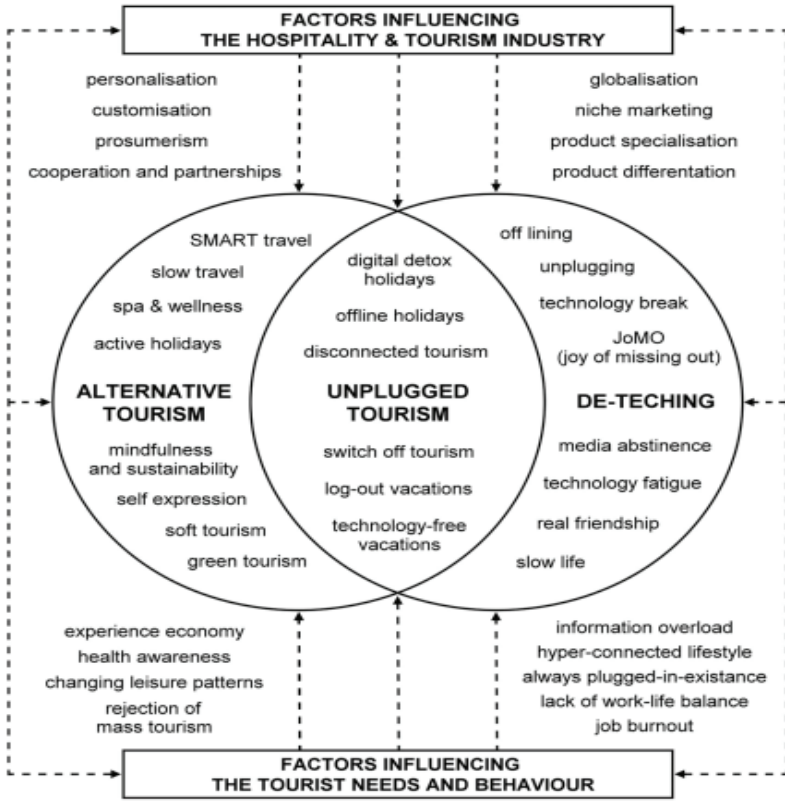 FACTORS INFLUENCING
THE HOSPITALITY & TOURISM INDUSTRY
personalisation
customisation
prosumerism
cooperation and partnerships
globalisation
niche marketing
product specialisation
product differentation
SMART travel
slow travel
spa & wellness
active holidays
ALTERNATIVE
TOURISM
mindfulness
and sustainability
self expression
soft tourism
green tourism
digital detox
holidays
offline holidays
disconnected tourism
UNPLUGGED
TOURISM
switch off tourism
log-out vacations
technology-free
vacations
off lining
unplugging
technology break
JoMO
(joy of missing out)
DE-TECHING
media abstinence
technology fatigue
real friendship
slow life
experience economy
health awareness
changing leisure patterns
rejection of
mass tourism
information overload
hyper-connected lifestyle
always plugged-in-existance
lack of work-life balance
job burnout
FACTORS INFLUENCING
THE TOURIST NEEDS AND BEHAVIOUR